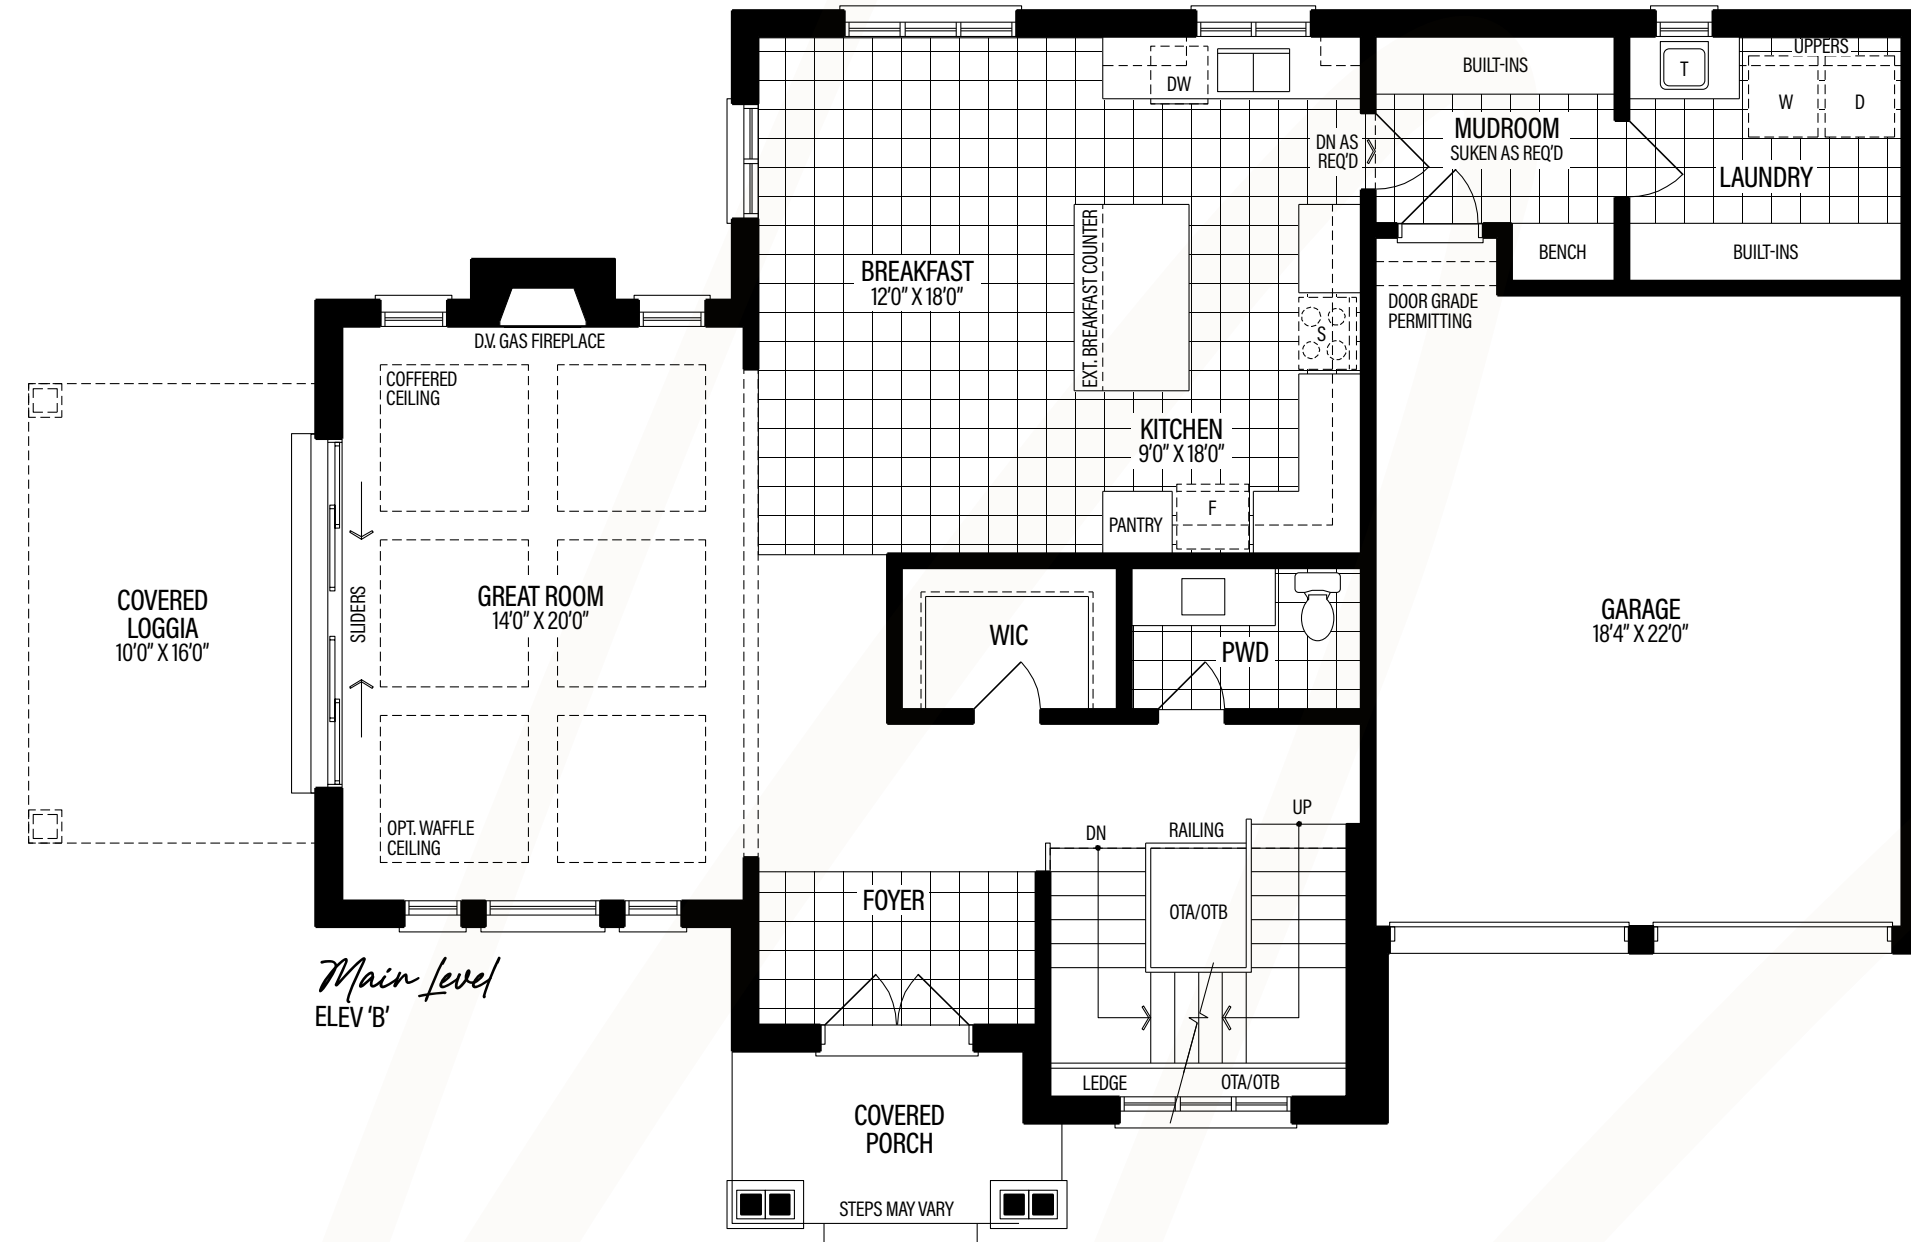 UPPERS
BUILT-INS
T
W
D
DW
MUDROOM
SUKEN AS REQ'D
DN AS
REQ'D
LAUNDRY
EXT. BREAKFAST COUNTER
BENCH
BUILT-INS
BREAKFAST
12'0" X 18'0"
DOOR GRADE
PERMITTING
S
D.V. GAS FIREPLACE
COFFERED
CEILING
KITCHEN
9'0" X 18'0"
PANTRY
F
COVERED
LOGGIA
10'0" X 16'0"
SLIDERS
GREAT ROOM
14'0" X 20'0"
WIC
PWD
GARAGE
18'4" X 22'0"
OPT. WAFFLE
CEILING
UP
DN
RAILING
FOYER
OTA/OTB
Main Level
ELEV 'B'
LEDGE
OTA/OTB
COVERED
PORCH
STEPS MAY VARY